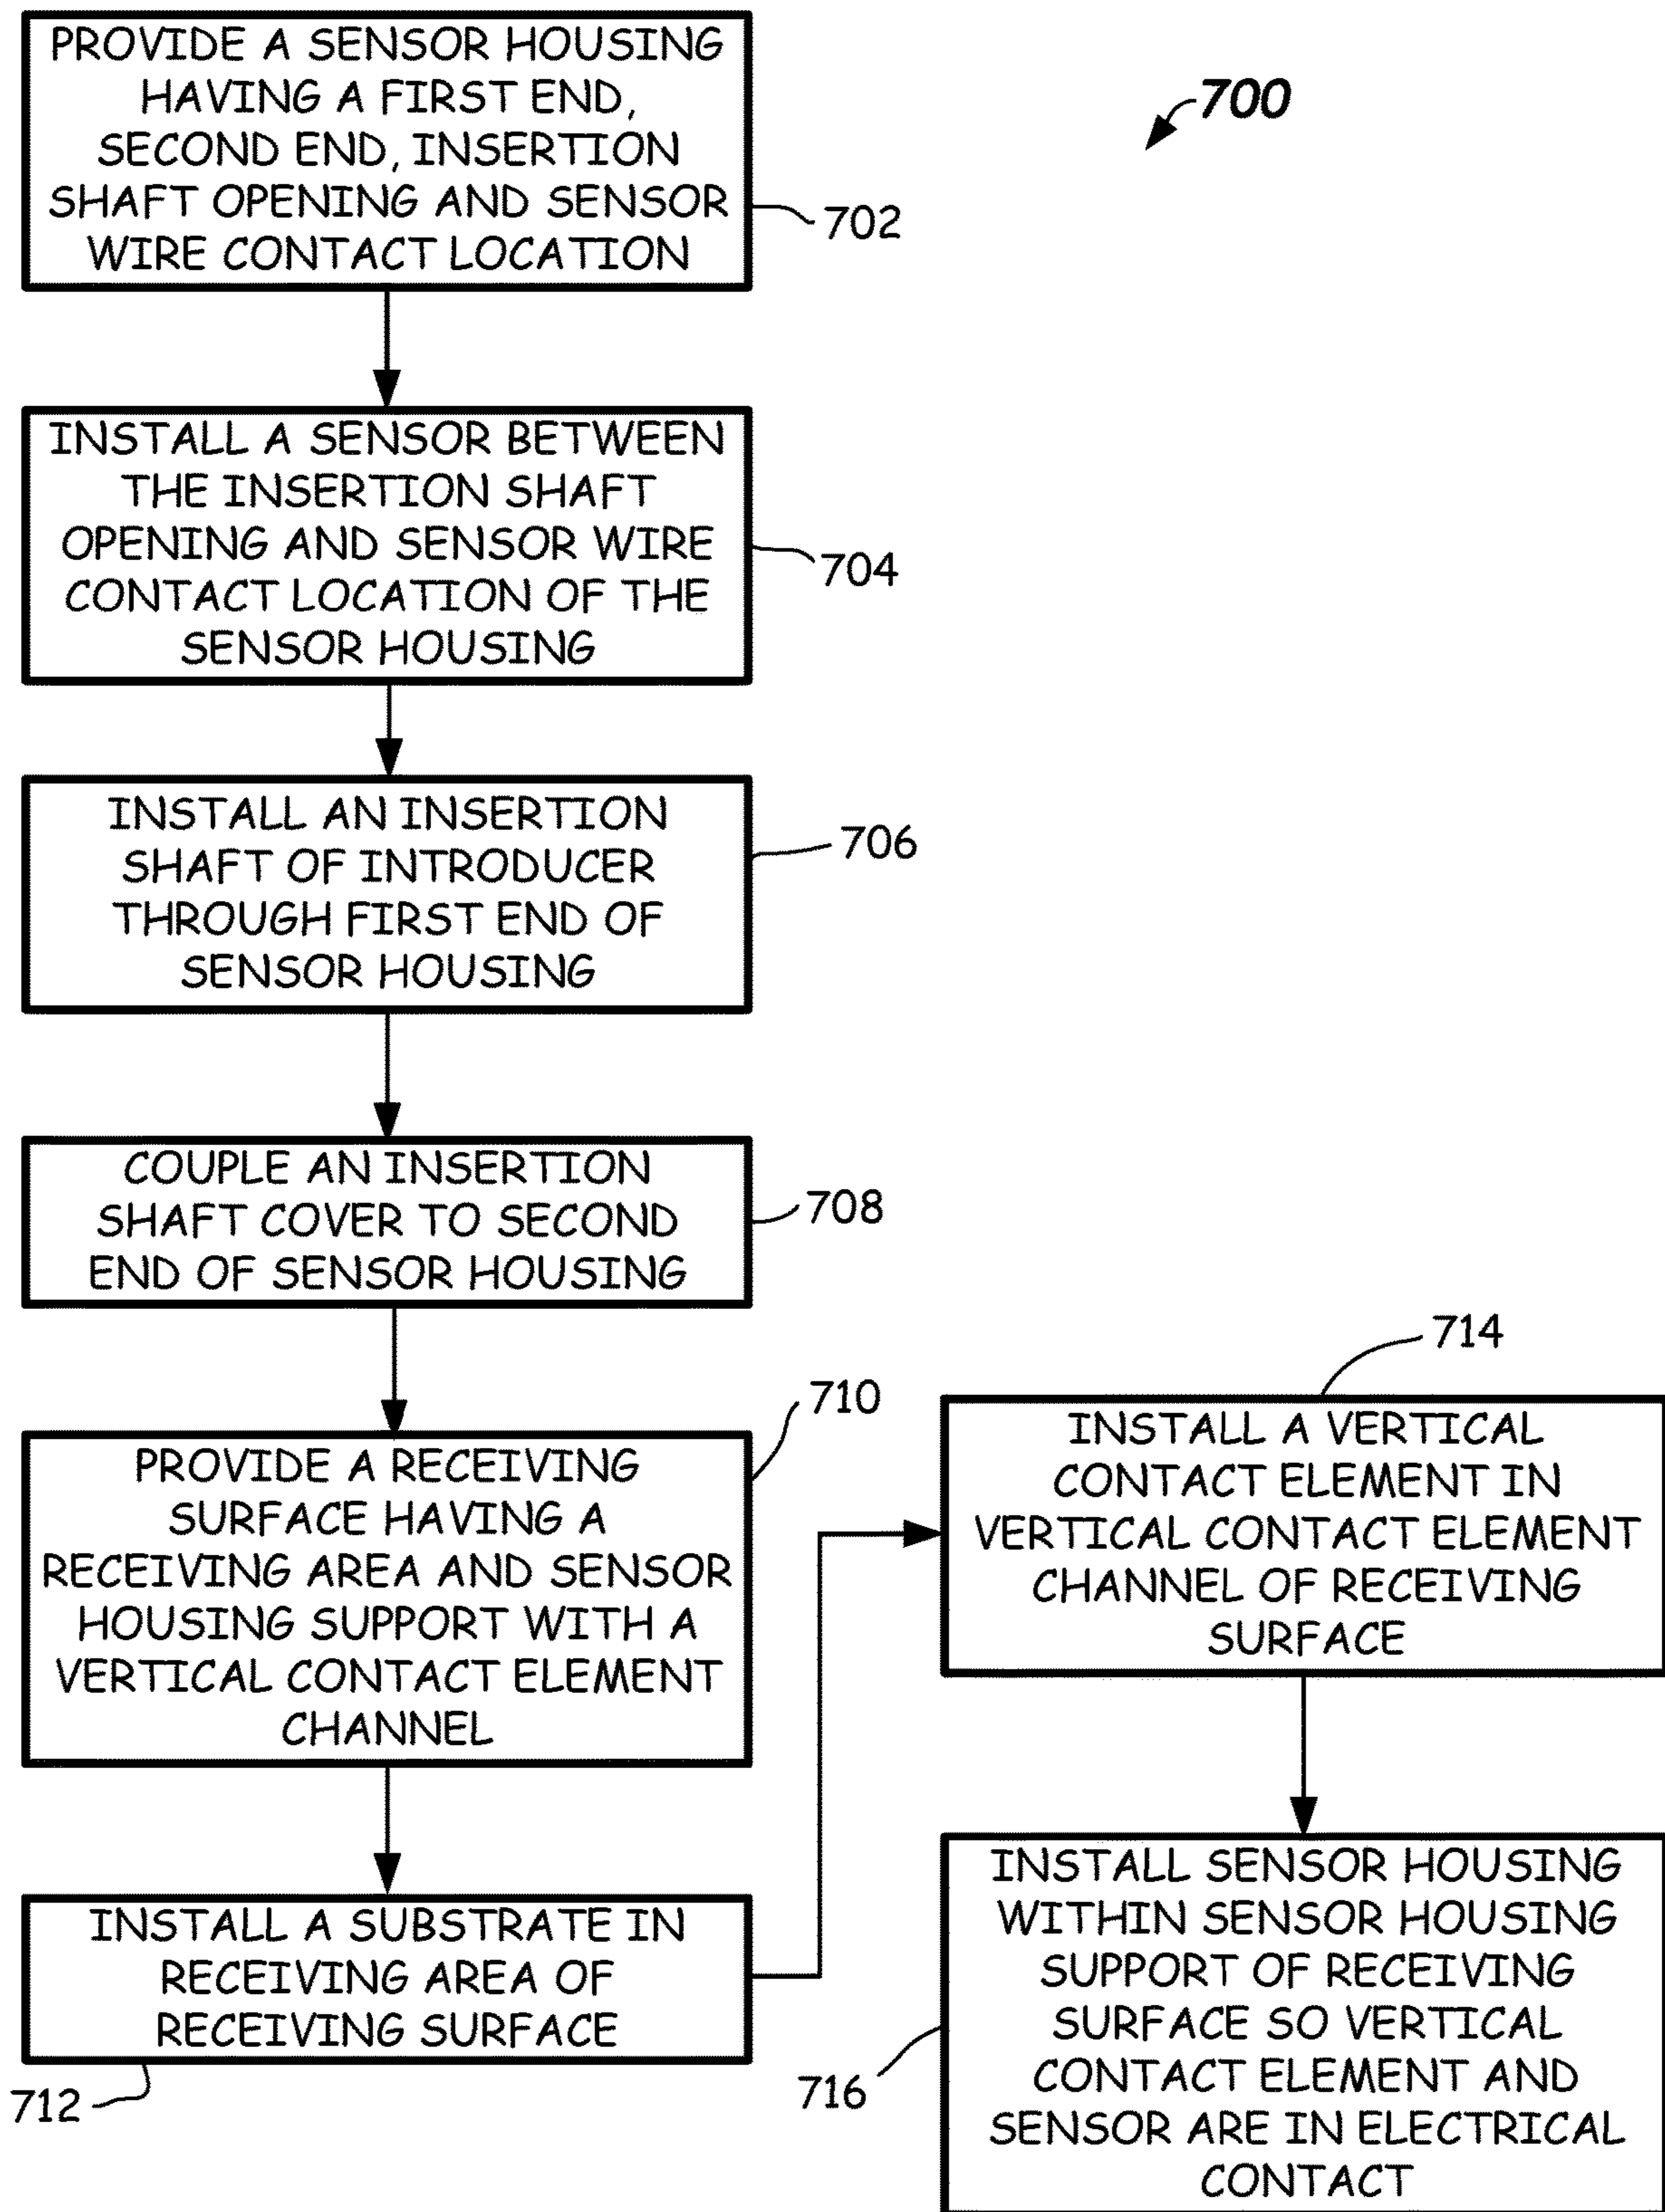 PROVIDE A SENSOR HOUSING
HAVING A FIRST END,
SECOND END, INSERTION
SHAFT OPENING AND SENSOR
WIRE CONTACT LOCATION
702
700
INSTALL A SENSOR BETWEEN
THE INSERTION SHAFT
OPENING AND SENSOR WIRE
CONTACT LOCATION OF THE
SENSOR HOUSING
704
INSTALL AN INSERTION
SHAFT OF INTRODUCER
THROUGH FIRST END OF
SENSOR HOUSING
706
COUPLE AN INSERTION
SHAFT COVER TO SECOND
END OF SENSOR HOUSING
708
PROVIDE A RECEIVING
SURFACE HAVING A
RECEIVING AREA AND SENSOR
HOUSING SUPPORT WITH A
VERTICAL CONTACT ELEMENT
CHANNEL
710
INSTALL A SUBSTRATE IN
RECEIVING AREA OF
RECEIVING SURFACE
712
714
INSTALL A VERTICAL
CONTACT ELEMENT IN
VERTICAL CONTACT ELEMENT
CHANNEL OF RECEIVING
SURFACE
INSTALL SENSOR HOUSING
WITHIN SENSOR HOUSING
SUPPORT OF RECEIVING
SURFACE SO VERTICAL
CONTACT ELEMENT AND
SENSOR ARE IN ELECTRICAL
CONTACT
716